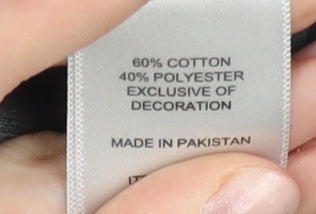 60% COTTON
40% POLYESTER
EXCLUSIVE OF
DECORATION
MADE IN PAKISTAN